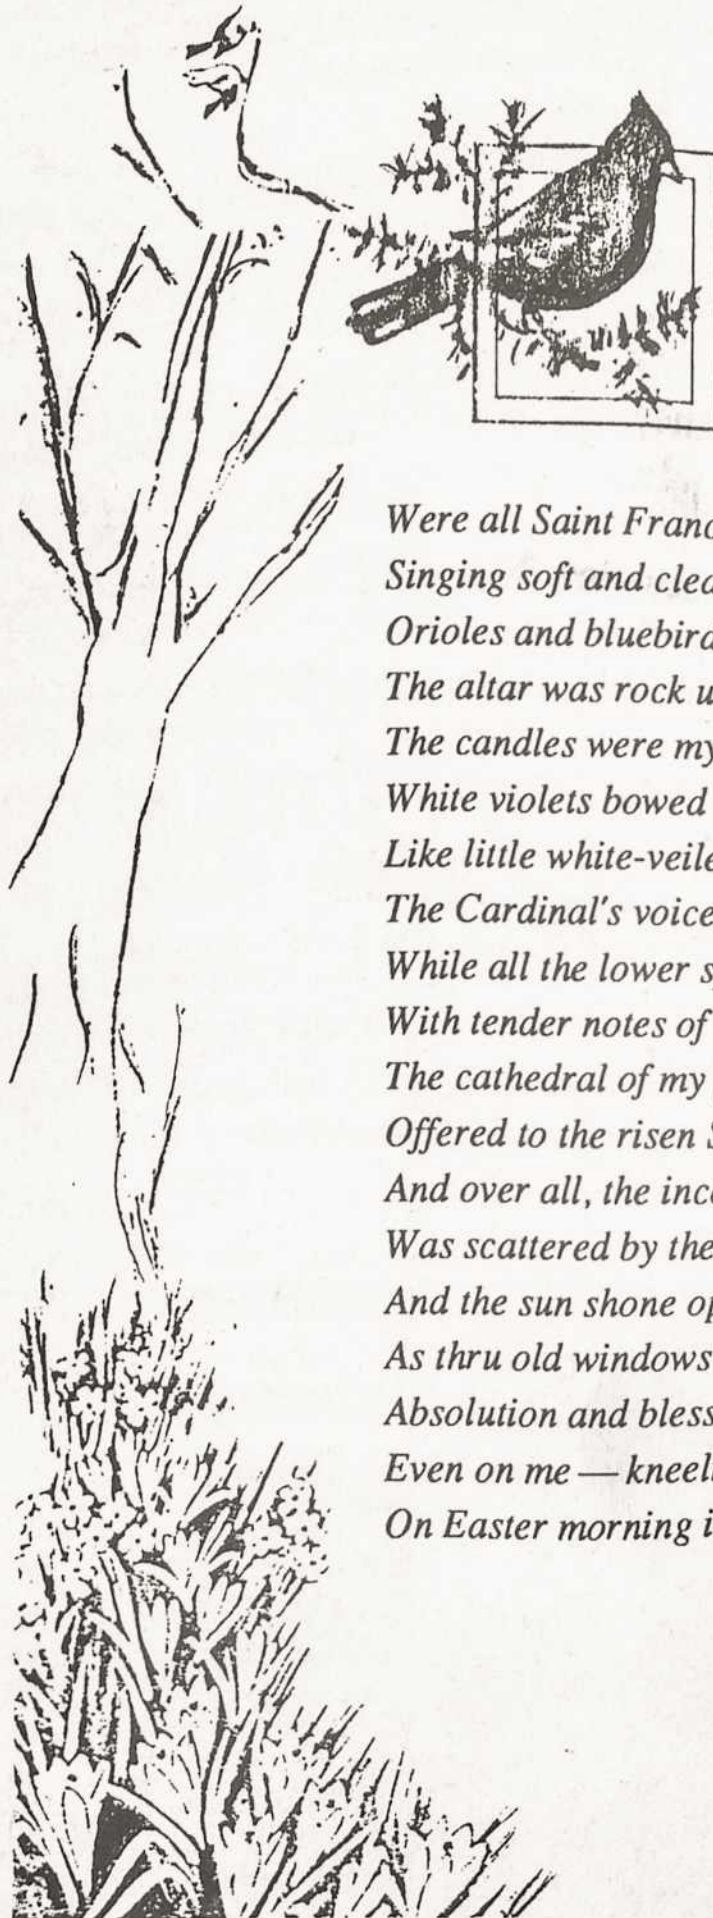 Were all Saint Franc
Singing soft and clea
Orioles and bluebird
The altar was rock u
The candles were my
White violets bowed
Like little white-veile
The Cardinal's voice
While all the lower s
With tender notes of
The cathedral of my
Offered to the risen S
And over all, the ince
Was scattered by the
And the sun shone op
As thru old windows
Absolution and bless
Even on me — kneeli
On Easter morning i